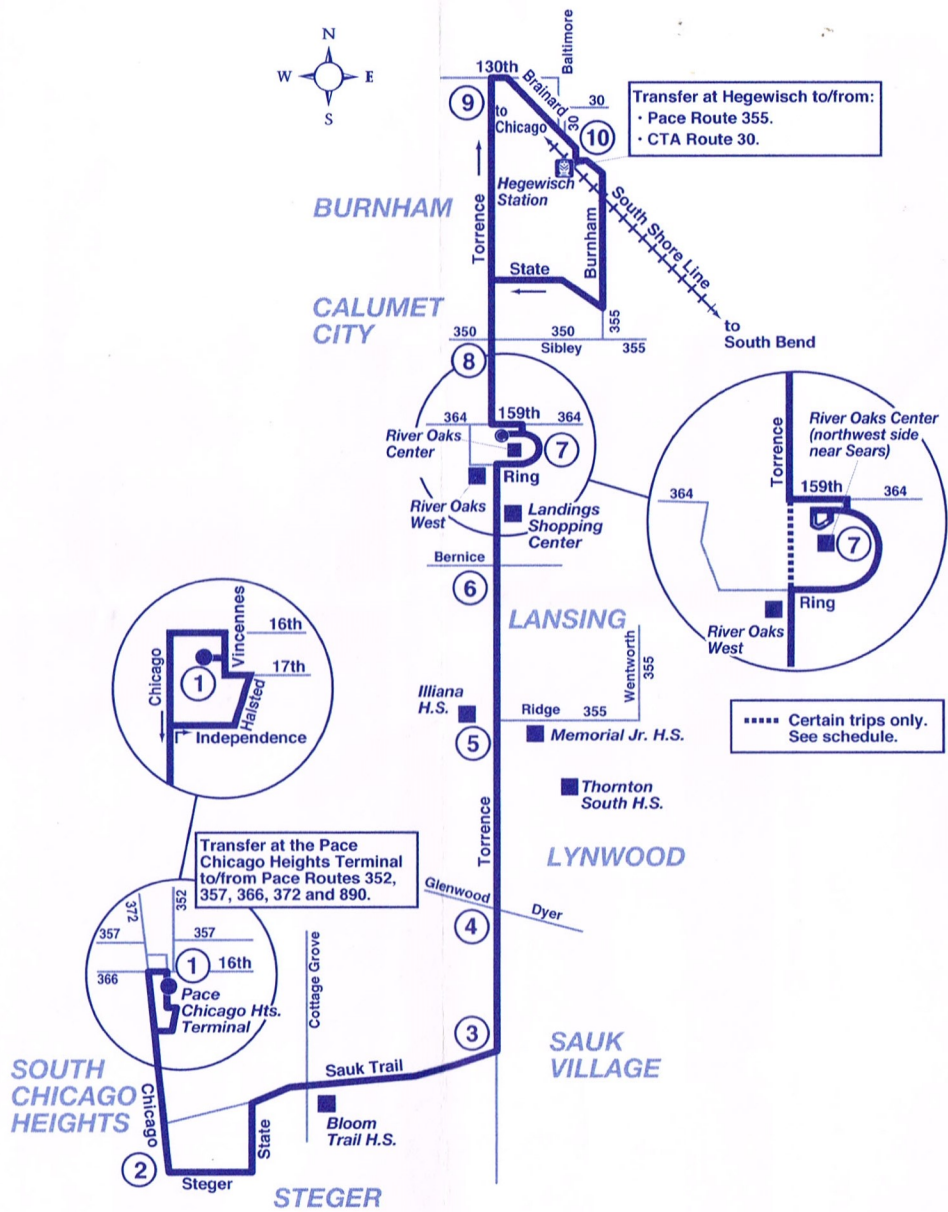 N
W E
S
Baltimore
130th
Brainard
30
30
9
to
Chicago
10
Transfer at Hegewisch to/from:
· Pace Route 355.
· CTA Route 30.
Hegewisch
Station
BURNHAM
Torrence
Burnham
South Shore Line
State
CALUMET
CITY
355
to
South Bend
350
350
Sibley
355
8
364
159th
364
River Oaks
Center
7
Ring
River Oaks
West
Landings
Shopping
Center
River Oaks Center
(northwest side
near Sears)
Torrence
159th
364
364
7
Ring
River Oaks
West
Bernice
6
LANSING
Vincennes
16th
17th
1
Chicago
Halsted
Independence
Wentworth
355
Illiana
H.S.
Ridge
355
Memorial Jr. H.S.
5
Certain trips only.
See schedule.
Thornton
South H.S.
Torrence
LYNWOOD
Transfer at the Pace
Chicago Heights Terminal
to/from Pace Routes 352,
357, 366, 372 and 890.
Glenwood
Dyer
4
372
352
357
357
1
16th
366
Pace
Chicago Hts.
Terminal
Cottage Grove
3
SAUK
VILLAGE
Sauk Trail
SOUTH
CHICAGO
HEIGHTS
Chicago
State
Bloom
Trail H.S.
2
Steger
STEGER